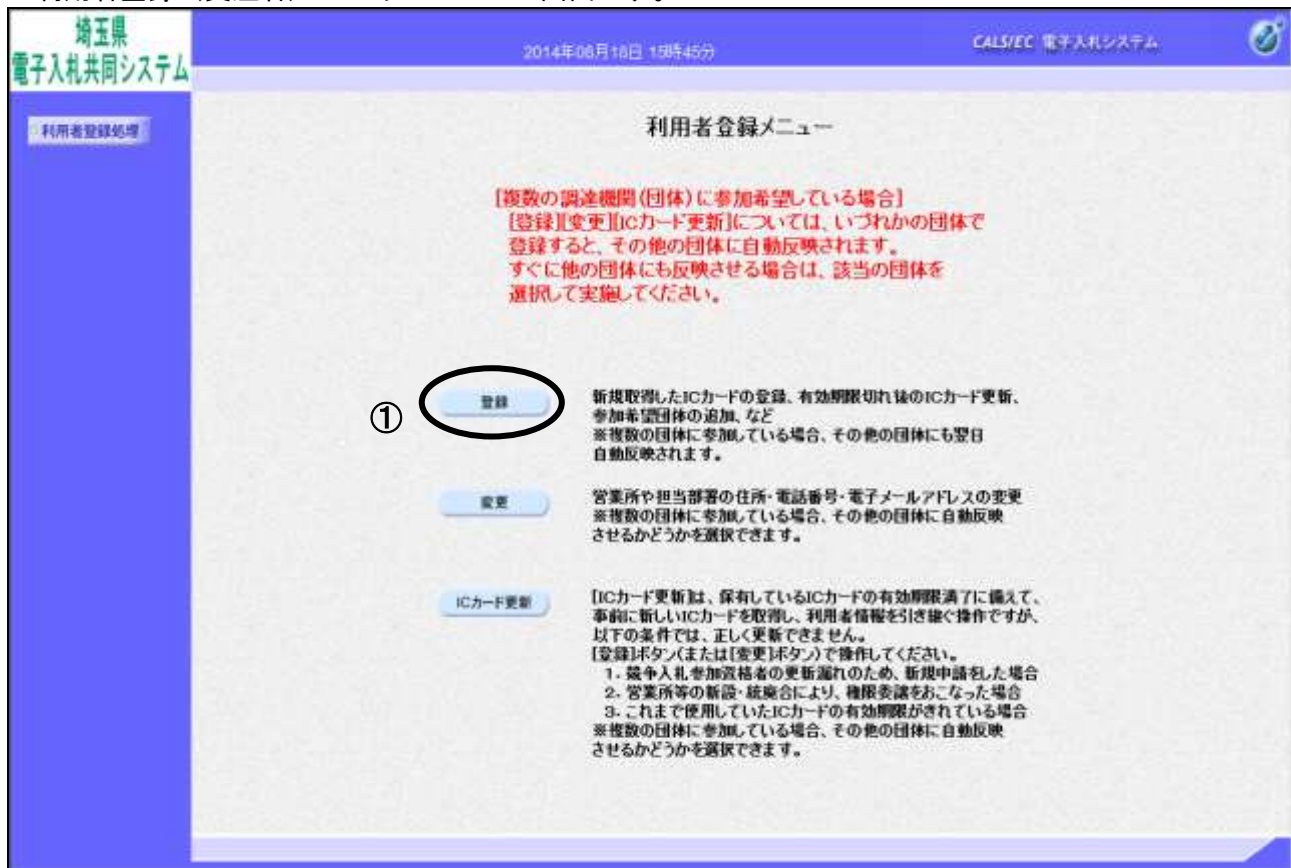 埼玉県
電子入札共同システム
2014年06月18日 15時45分
CALS/EC 電子入札システム
利用者登録処理
利用者登録メニュー
[複数の調達機関(団体)に参加希望している場合]
[登録][変更][ICカード更新]については、いづれかの団体で
登録すると、その他の団体に自動反映されます。
すぐに他の団体にも反映させる場合は、該当の団体を
選択して実施してください。
①
登録
新規取得したICカードの登録、有効期限切れ後のICカード更新、
参加希望団体の追加、など
※複数の団体に参加している場合、その他の団体にも翌日
自動反映されます。
変更
営業所や担当部署の住所・電話番号・電子メールアドレスの変更
※複数の団体に参加している場合、その他の団体に自動反映
させるかどうかを選択できます。
ICカード更新
[ICカード更新]は、保有しているICカードの有効期限満了に備えて、
事前に新しいICカードを取得し、利用者情報を引き継ぐ操作ですが、
以下の条件では、正しく更新できません。
[登録]ボタン(または[変更]ボタン)で操作してください。
1. 競争入札参加資格者の更新漏れのため、新規申請をした場合
2. 営業所等の新設・統廃合により、権限委譲をおこなった場合
3. これまで使用していたICカードの有効期限がきれている場合
※複数の団体に参加している場合、その他の団体に自動反映
させるかどうかを選択できます。